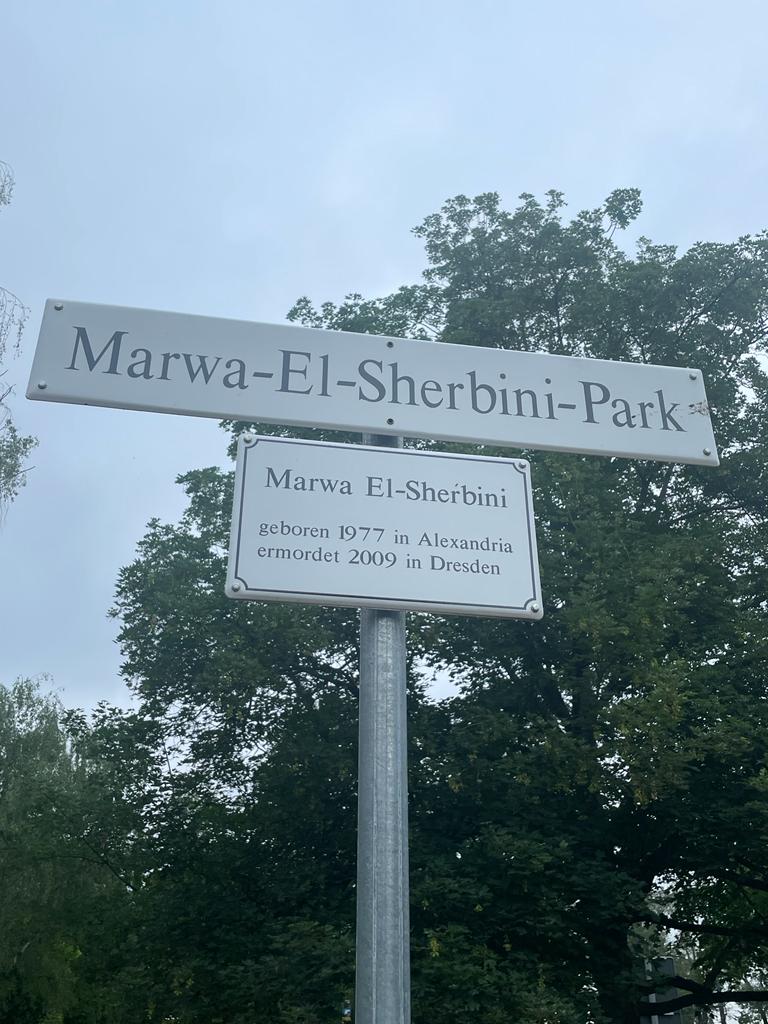 Marwa-El-Sherbini-Park
Marwa El-Sherbini
geboren 1977 in Alexandria
ermordet 2009 in Dresden